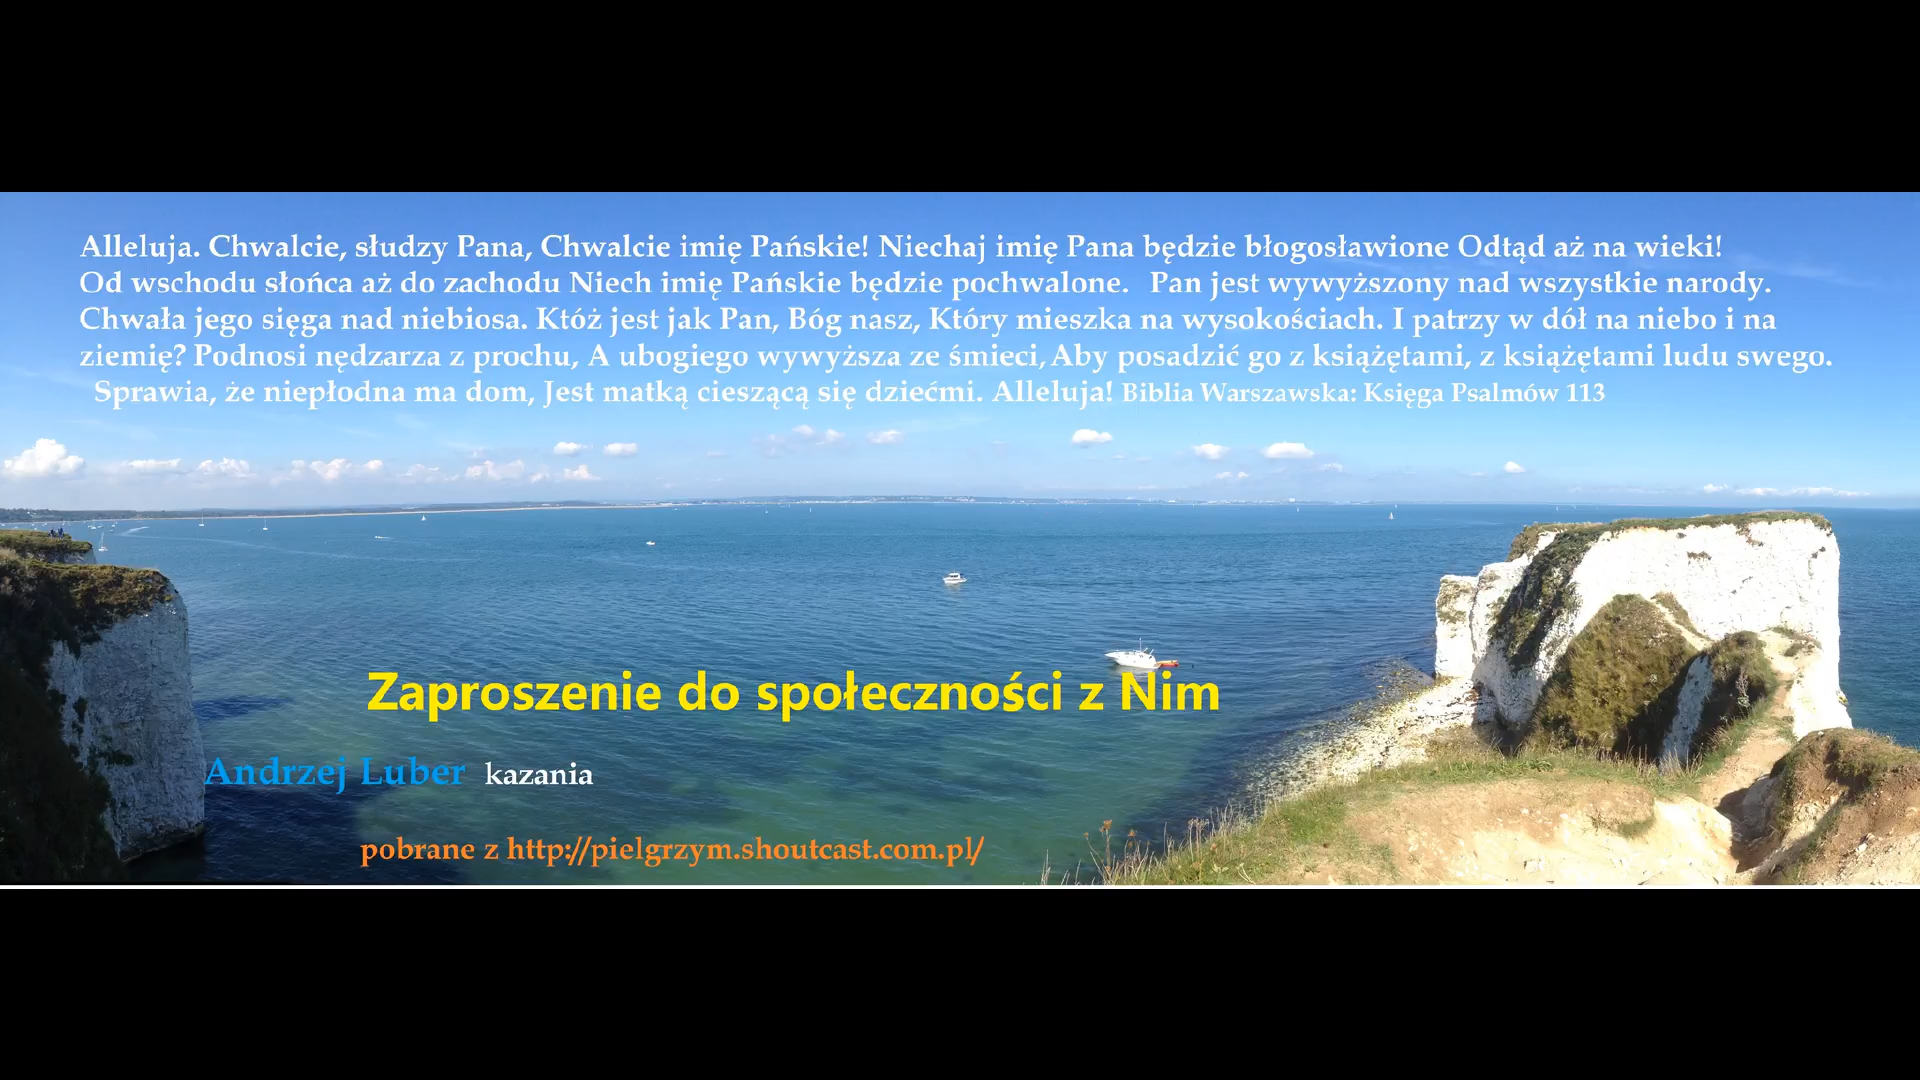 Alleluja. Chwalcie, słudzy Pana, Chwalcie imię Pańskie! Niechaj imię Pana będzie błogosławione Odtąd aż na wieki!
Od wschodu słońca aż do zachodu Niech imię Pańskie będzie pochwalone. Pan jest wywyższony nad wszystkie narody.
Chwała jego sięga nad niebiosa. Któż jest jak Pan, Bóg nasz, Który mieszka na wysokościach. I patrzy w dół na niebo i na
ziemię? Podnosi nędzarza z prochu, A ubogiego wywyższa ze śmieci, Aby posadzić go z książętami, z książętami ludu swego.
Sprawia, że niepłodna ma dom, Jest matką cieszącą się dziećmi. Alleluja! Biblia Warszawska: Księga Psalmów 113
Zaproszenie do społeczności z Nim
Andrzej Luber kazania
pobrane z http://pielgrzym.shoutcast.com.pl/